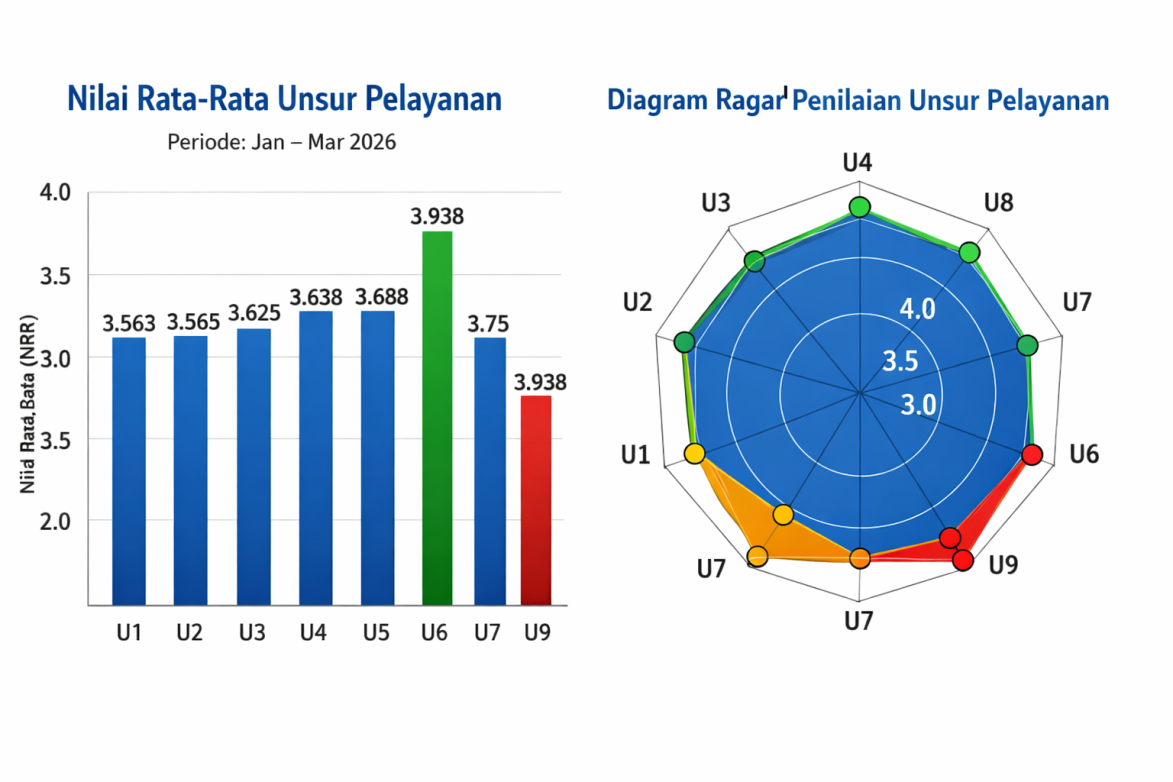 Nilai Rata-Rata Unsur Pelayanan
Periode: Jan – Mar 2026
4.0
3.5
3.0
3.5
2.0
3.563
3.565
3.625
3.638
3.688
3.938
3.75
3.938
U1
U2
U3
U4
U5
U6
U7
U9
Diagram Ragar' Penilaian Unsur Pelayanan
U4
U3
U8
U2
U7
4.0
3.5
3.0
U1
U6
U7
U9
U7